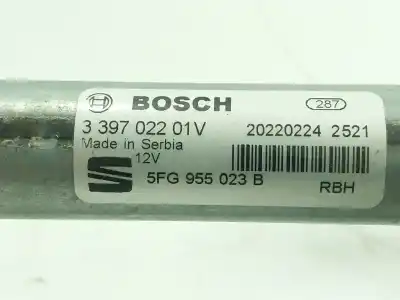 BOSCH 287
3 397 022 01V 20220224 2521
Made in Serbia
12V
5FG 955 023 B RBH